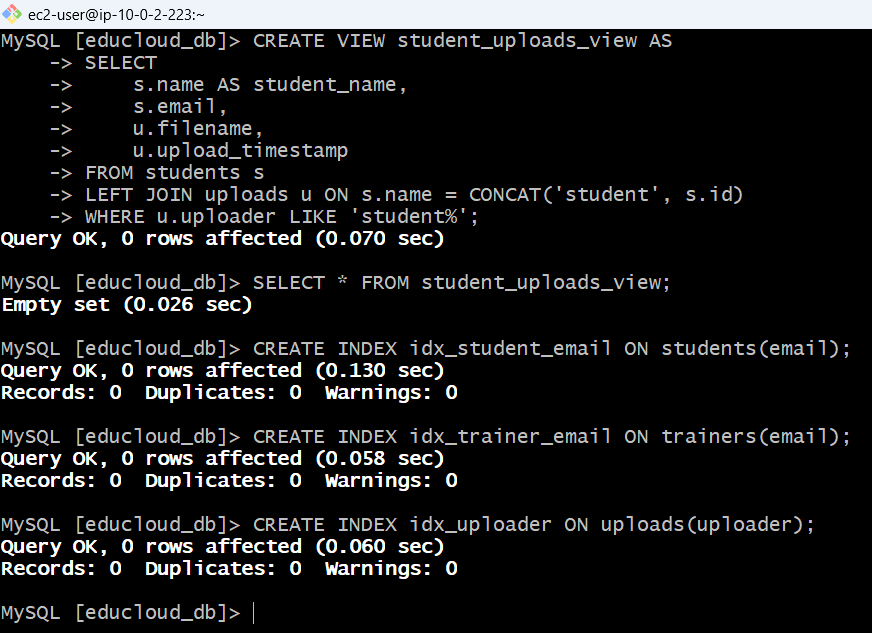 ec2-user@ip-10-0-2-223:~
MySQL [educloud_db]> CREATE VIEW student_uploads_view AS
    -> SELECT
    ->     s.name AS student_name,
    ->     s.email,
    ->     u.filename,
    ->     u.upload_timestamp
    -> FROM students s
    -> LEFT JOIN uploads u ON s.name = CONCAT('student', s.id)
    -> WHERE u.uploader LIKE 'student%';
Query OK, 0 rows affected (0.070 sec)

MySQL [educloud_db]> SELECT * FROM student_uploads_view;
Empty set (0.026 sec)

MySQL [educloud_db]> CREATE INDEX idx_student_email ON students(email);
Query OK, 0 rows affected (0.130 sec)
Records: 0  Duplicates: 0  Warnings: 0

MySQL [educloud_db]> CREATE INDEX idx_trainer_email ON trainers(email);
Query OK, 0 rows affected (0.058 sec)
Records: 0  Duplicates: 0  Warnings: 0

MySQL [educloud_db]> CREATE INDEX idx_uploader ON uploads(uploader);
Query OK, 0 rows affected (0.060 sec)
Records: 0  Duplicates: 0  Warnings: 0

MySQL [educloud_db]>